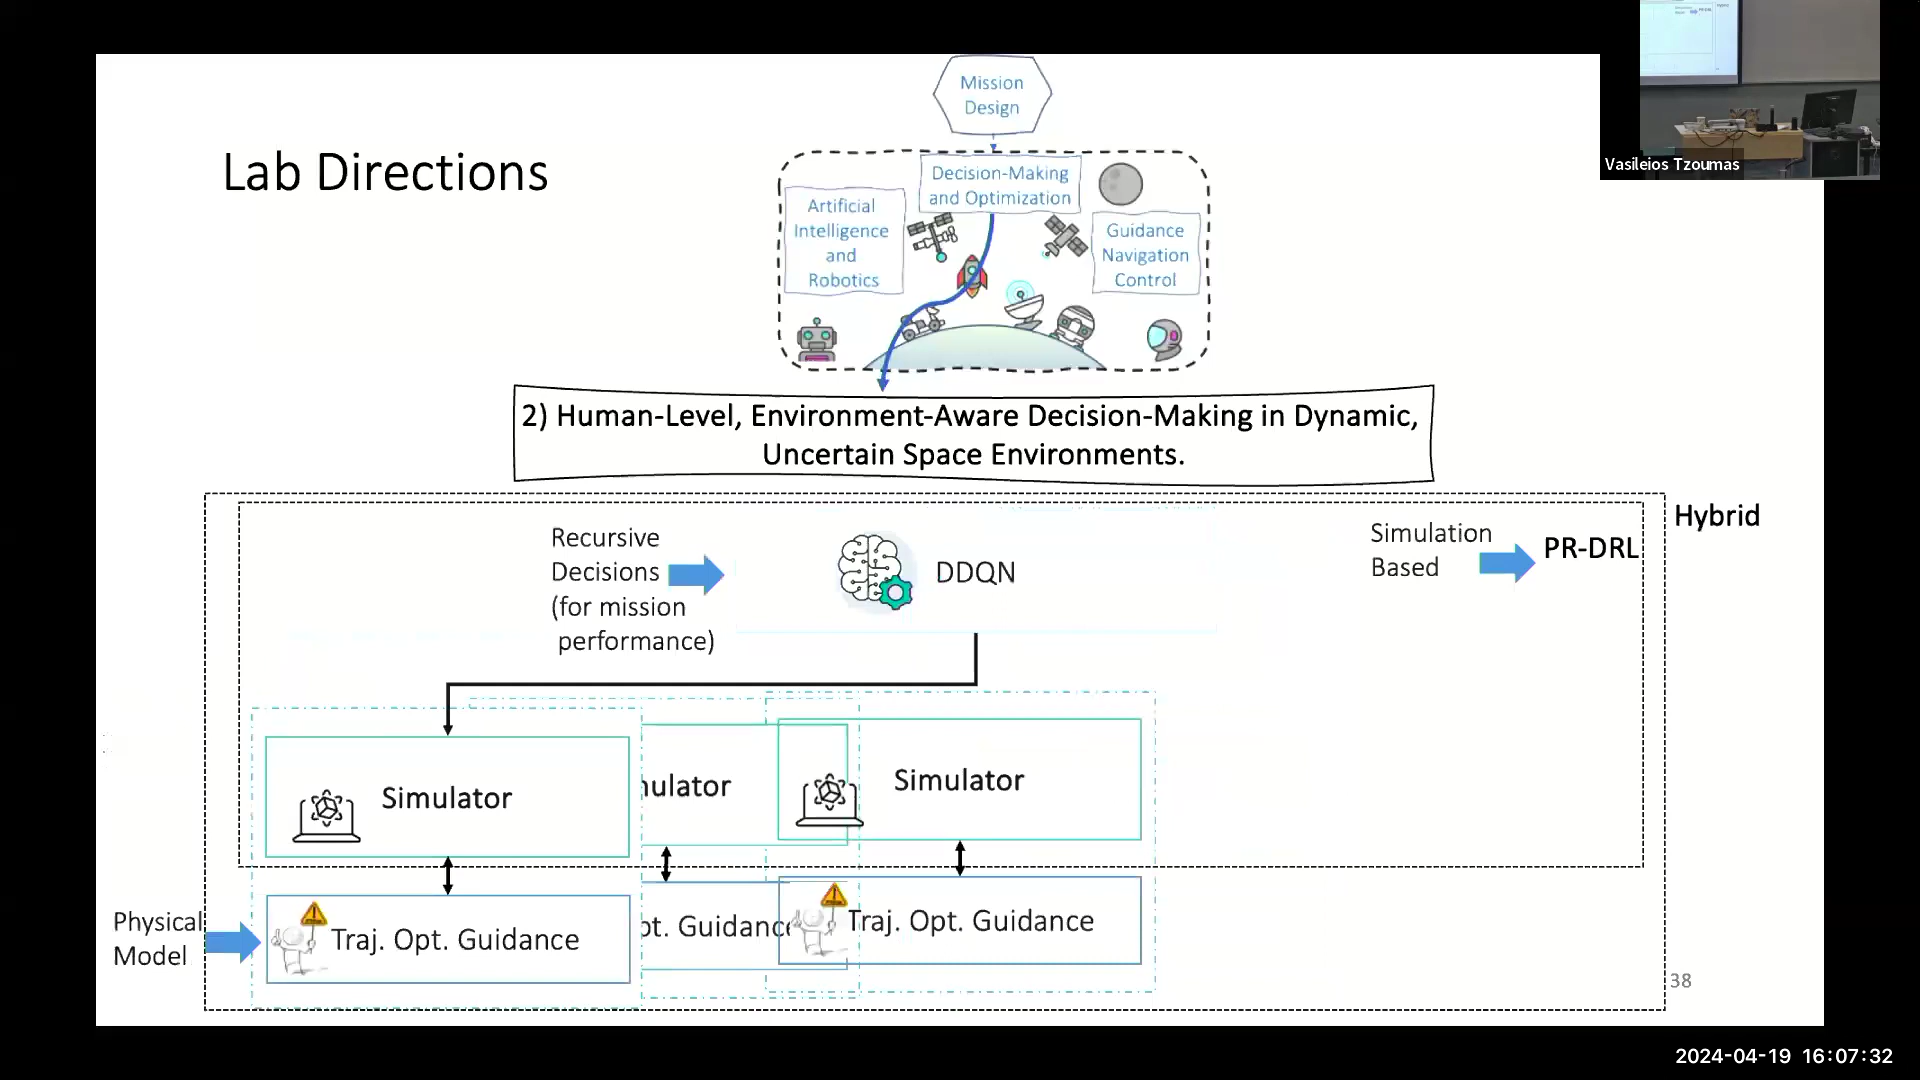 Vasileios Tzoumas
Mission
Design
Lab Directions
Decision-Making
and Optimization
Artificial
Intelligence
and
Robotics
Guidance
Navigation
Control
2) Human-Level, Environment-Aware Decision-Making in Dynamic,
Uncertain Space Environments.
Hybrid
Recursive
Decisions
(for mission
performance)
DDQN
Simulation
Based
PR-DRL
Simulator
nulator
Simulator
Physical
Model
Traj. Opt. Guidance
pt. Guidance
Traj. Opt. Guidance
38
2024-04-19 16:07:32